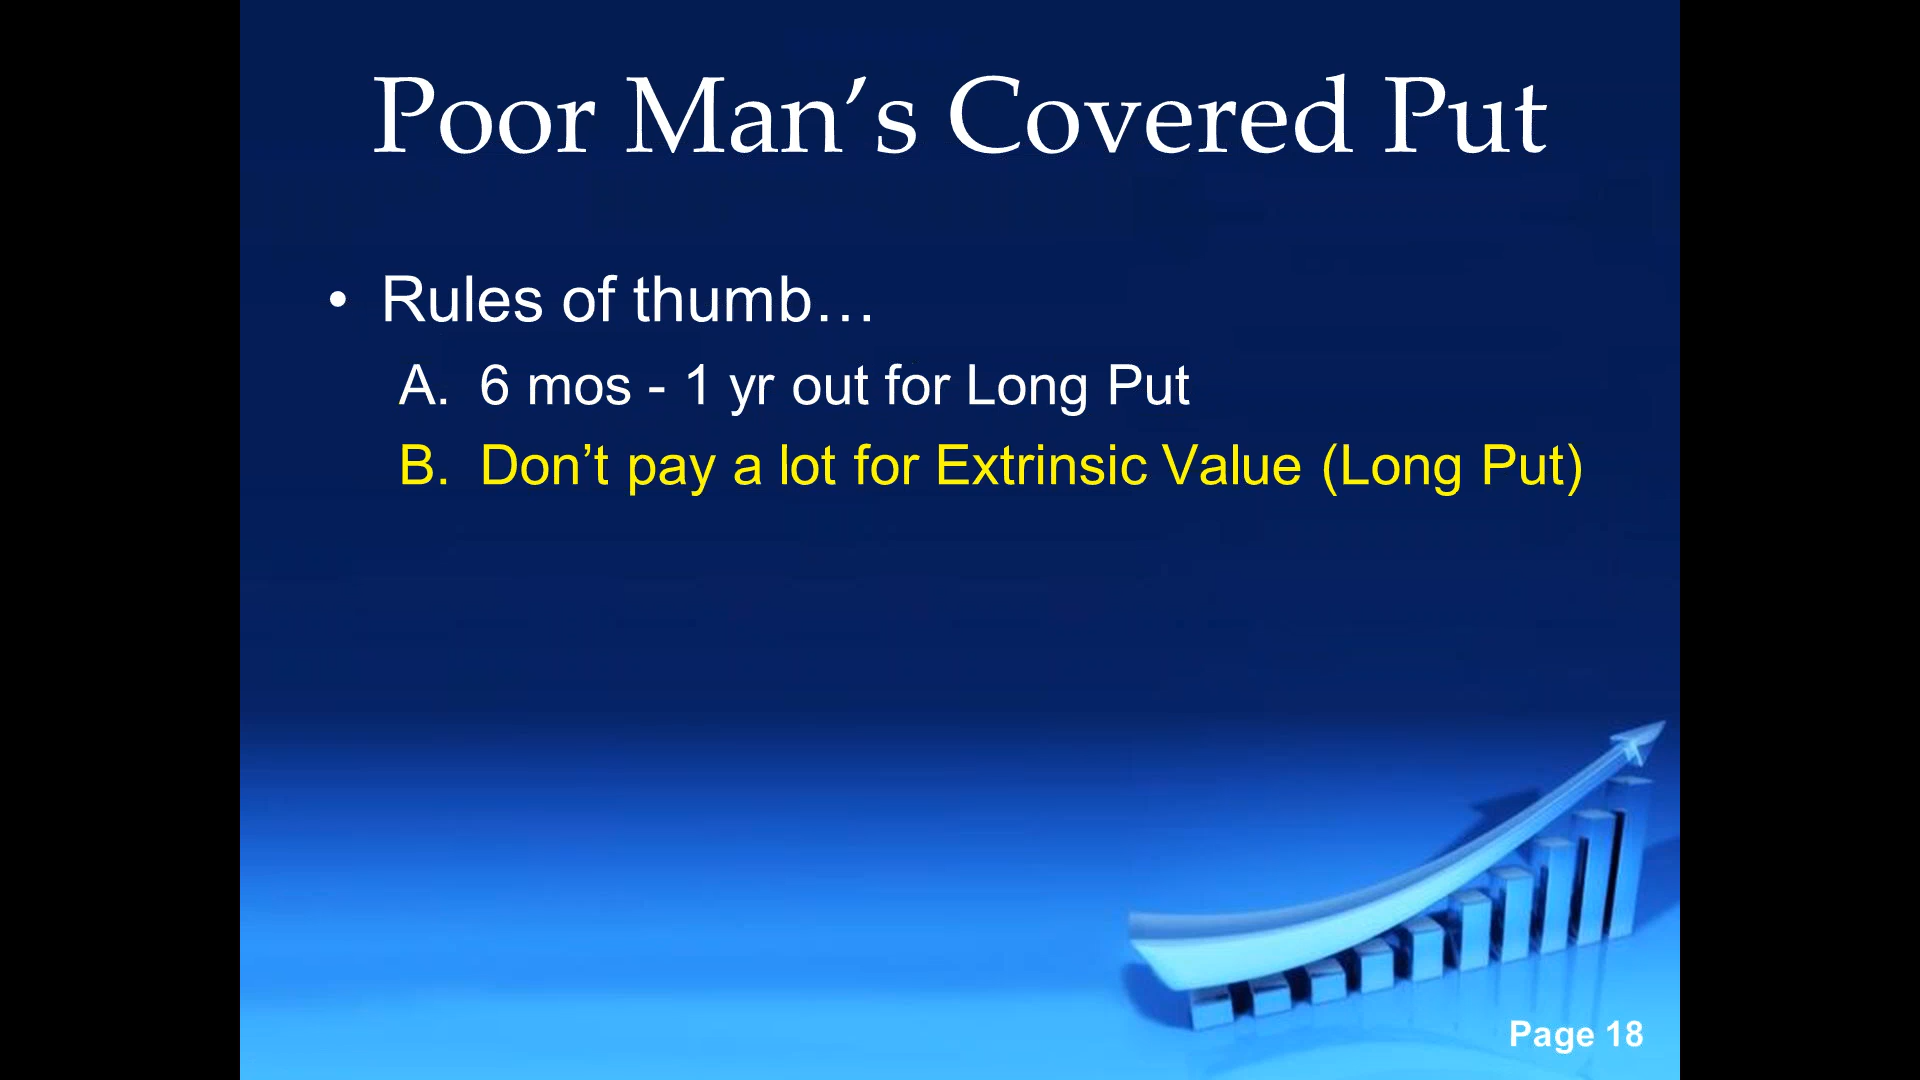 Poor Man’s Covered Put
• Rules of thumb…
A. 6 mos - 1 yr out for Long Put
B. Don’t pay a lot for Extrinsic Value (Long Put)
Page 18